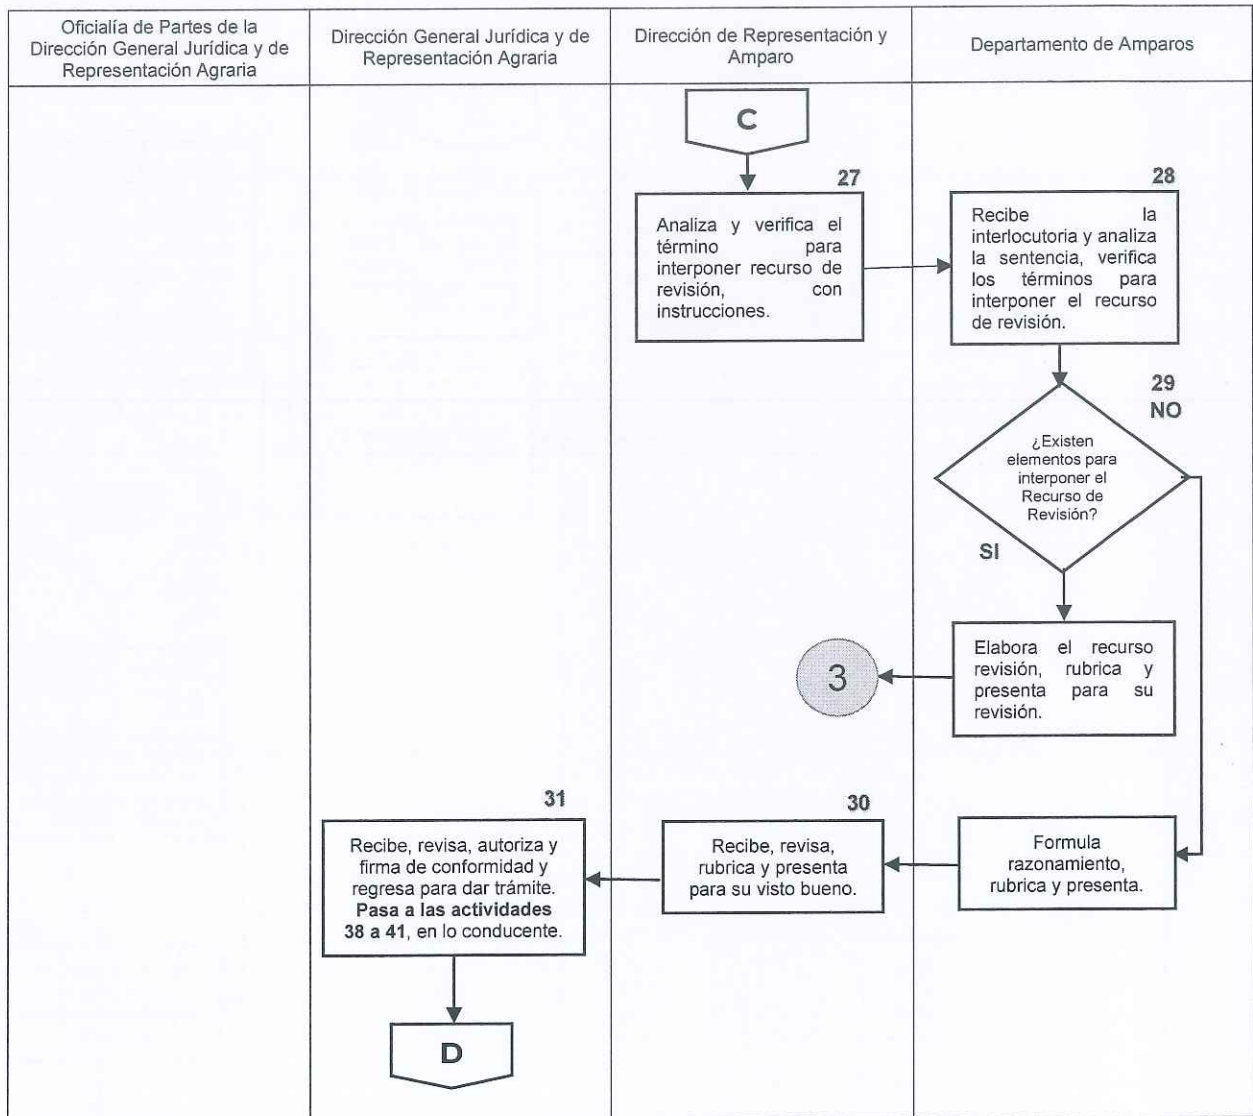 Oficialía de Partes de la
Dirección General Jurídica y de
Representación Agraria
Dirección General Jurídica y de
Representación Agraria
Dirección de Representación y
Amparo
Departamento de Amparos
C
27
Analiza y verifica el
término para
interponer recurso de
revisión, con
instrucciones.
28
Recibe la
interlocutoria y analiza
la sentencia, verifica
los términos para
interponer el recurso
de revisión.
29
NO
¿Existen
elementos para
interponer el
Recurso de
Revisión?
SI
Elabora el recurso
revisión, rubrica y
presenta para su
revisión.
3
31
Recibe, revisa, autoriza y
firma de conformidad y
regresa para dar trámite.
Pasa a las actividades
38 a 41, en lo conducente.
30
Recibe, revisa,
rubrica y presenta
para su visto bueno.
Formula
razonamiento,
rubrica y presenta.
D